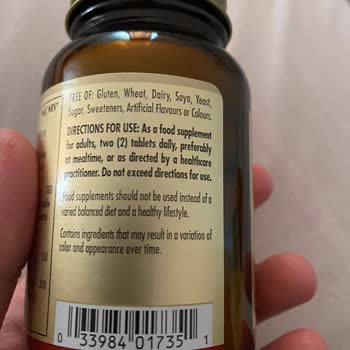 FREE OF: Gluten, Wheat, Dairy, Soya, Yeast,
Sugar, Sweeteners, Artificial Flavours or Colours.
DIRECTIONS FOR USE: As a food supplement
for adults, two (2) tablets daily, preferably
at mealtime, or as directed by a healthcare
practitioner. Do not exceed directions for use.
Food supplements should not be used instead of a
varied balanced diet and a healthy lifestyle.
Contains ingredients that may result in a variation of
color and appearance over time.
0 33984 01735 1